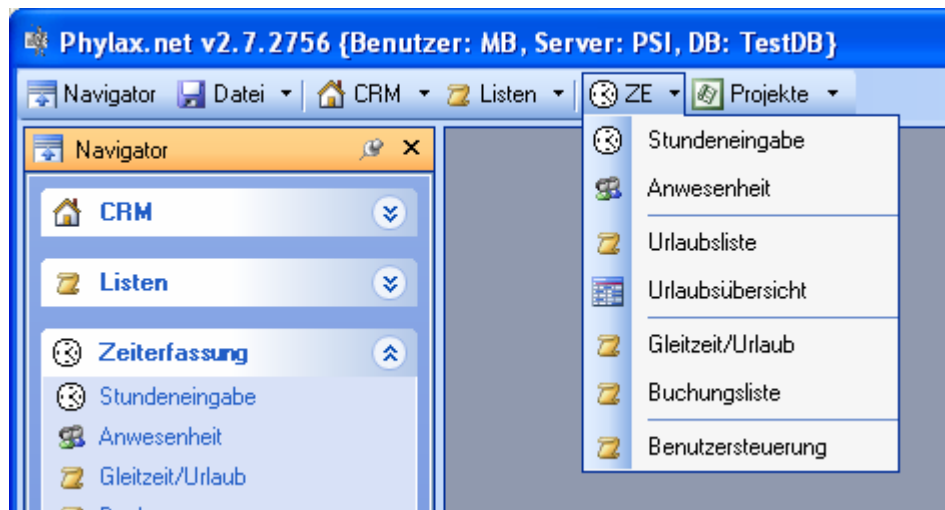 Phylax.net v2.7.2756 {Benutzer: MB, Server: PSI, DB: TestDB}
Navigator Datei CRM Listen ZE Projekte
Navigator
CRM
Listen
Zeiterfassung
Stundeneingabe
Anwesenheit
Gleitzeit/Urlaub
Stundeneingabe
Anwesenheit
Urlaubsliste
Urlaubsübersicht
Gleitzeit/Urlaub
Buchungsliste
Benutzersteuerung